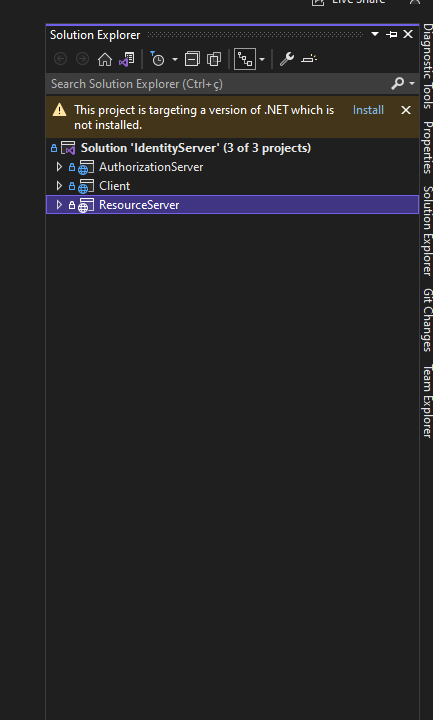 Live Share
Solution Explorer
Search Solution Explorer (Ctrl+ç)
This project is targeting a version of .NET which is
not installed.
Install
Solution 'IdentityServer' (3 of 3 projects)
AuthorizationServer
Client
ResourceServer
Diagnostic Tools
Properties
Solution Explorer
Git Changes
Team Explorer